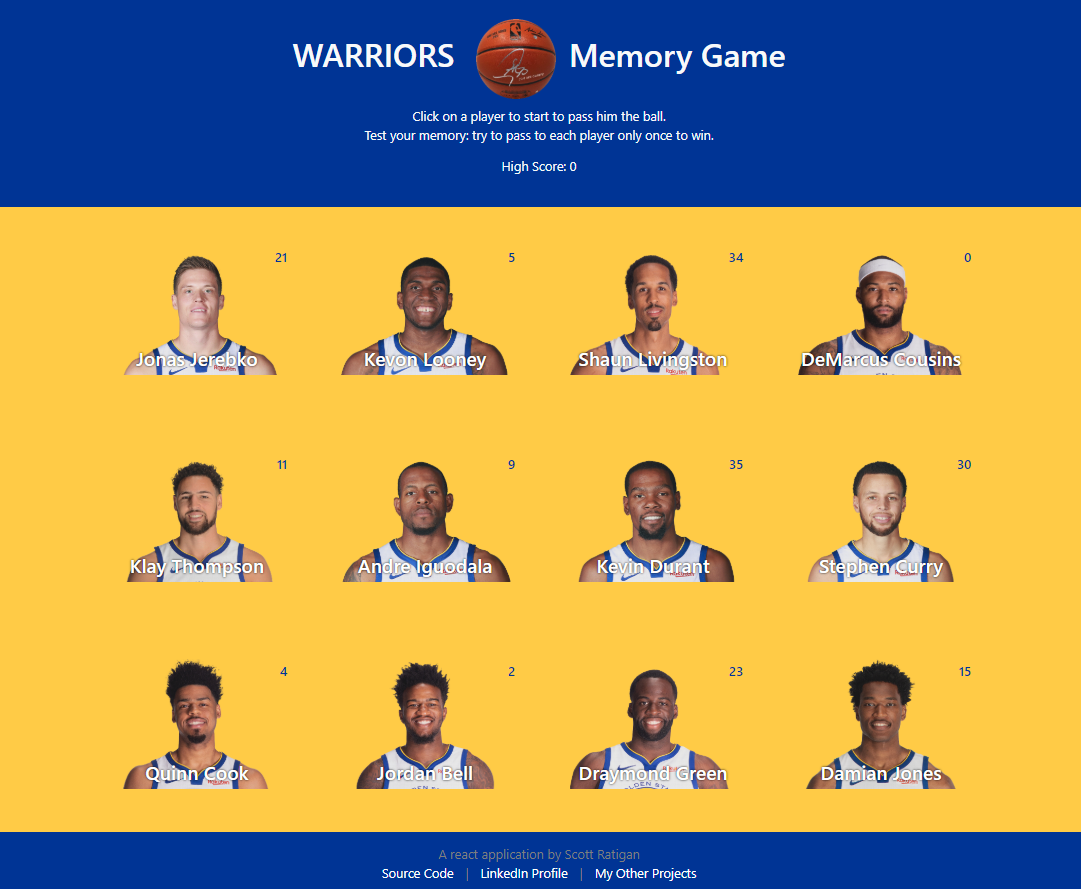 WARRIORS Memory Game
Click on a player to start to pass him the ball.
Test your memory: try to pass to each player only once to win.
High Score: 0
21 5 34 0
Jonas Jerebko Kevon Looney Shaun Livingston DeMarcus Cousins
11 9 35 30
Klay Thompson Andre Iguodala Kevin Durant Stephen Curry
4 2 23 15
Quinn Cook Jordan Bell Draymond Green Damian Jones
A react application by Scott Ratigan
Source Code | LinkedIn Profile | My Other Projects